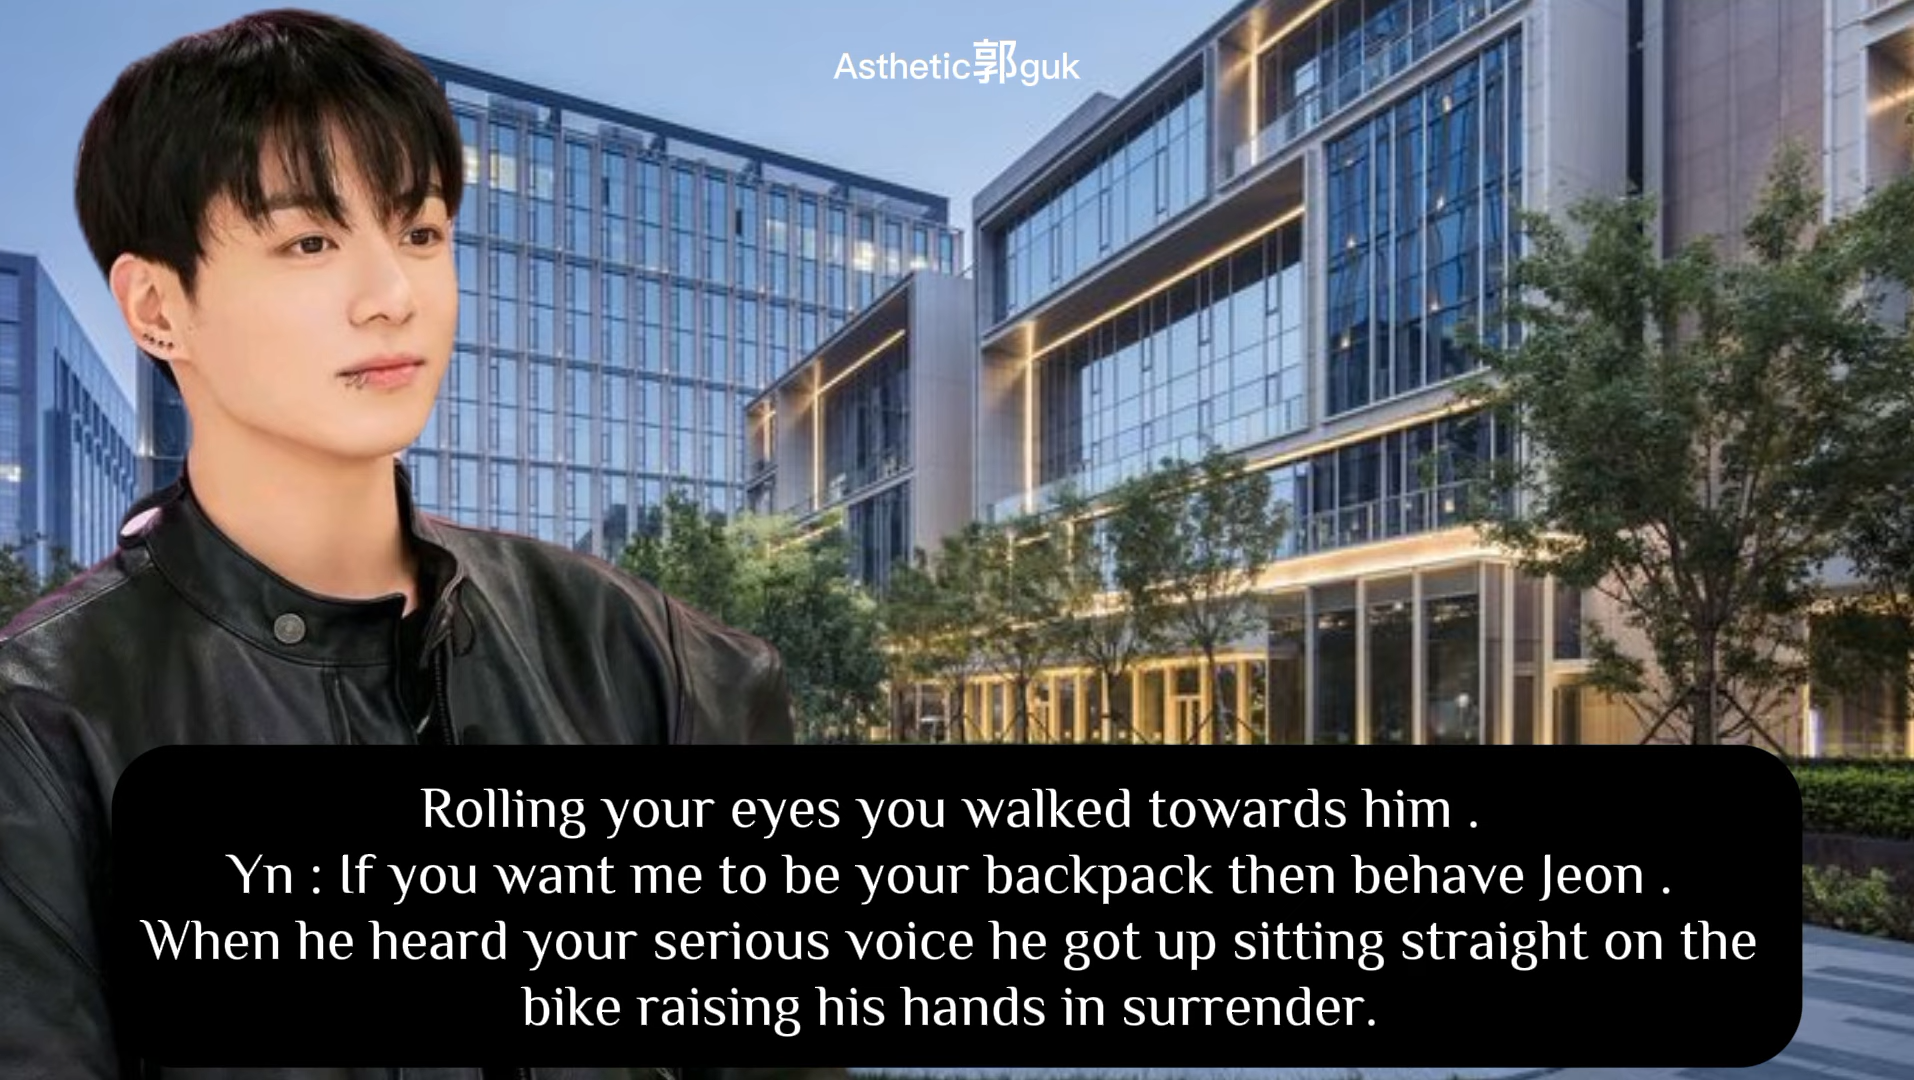 Asthetic郭guk
Rolling your eyes you walked towards him .
Yn : If you want me to be your backpack then behave Jeon .
When he heard your serious voice he got up sitting straight on the
bike raising his hands in surrender.